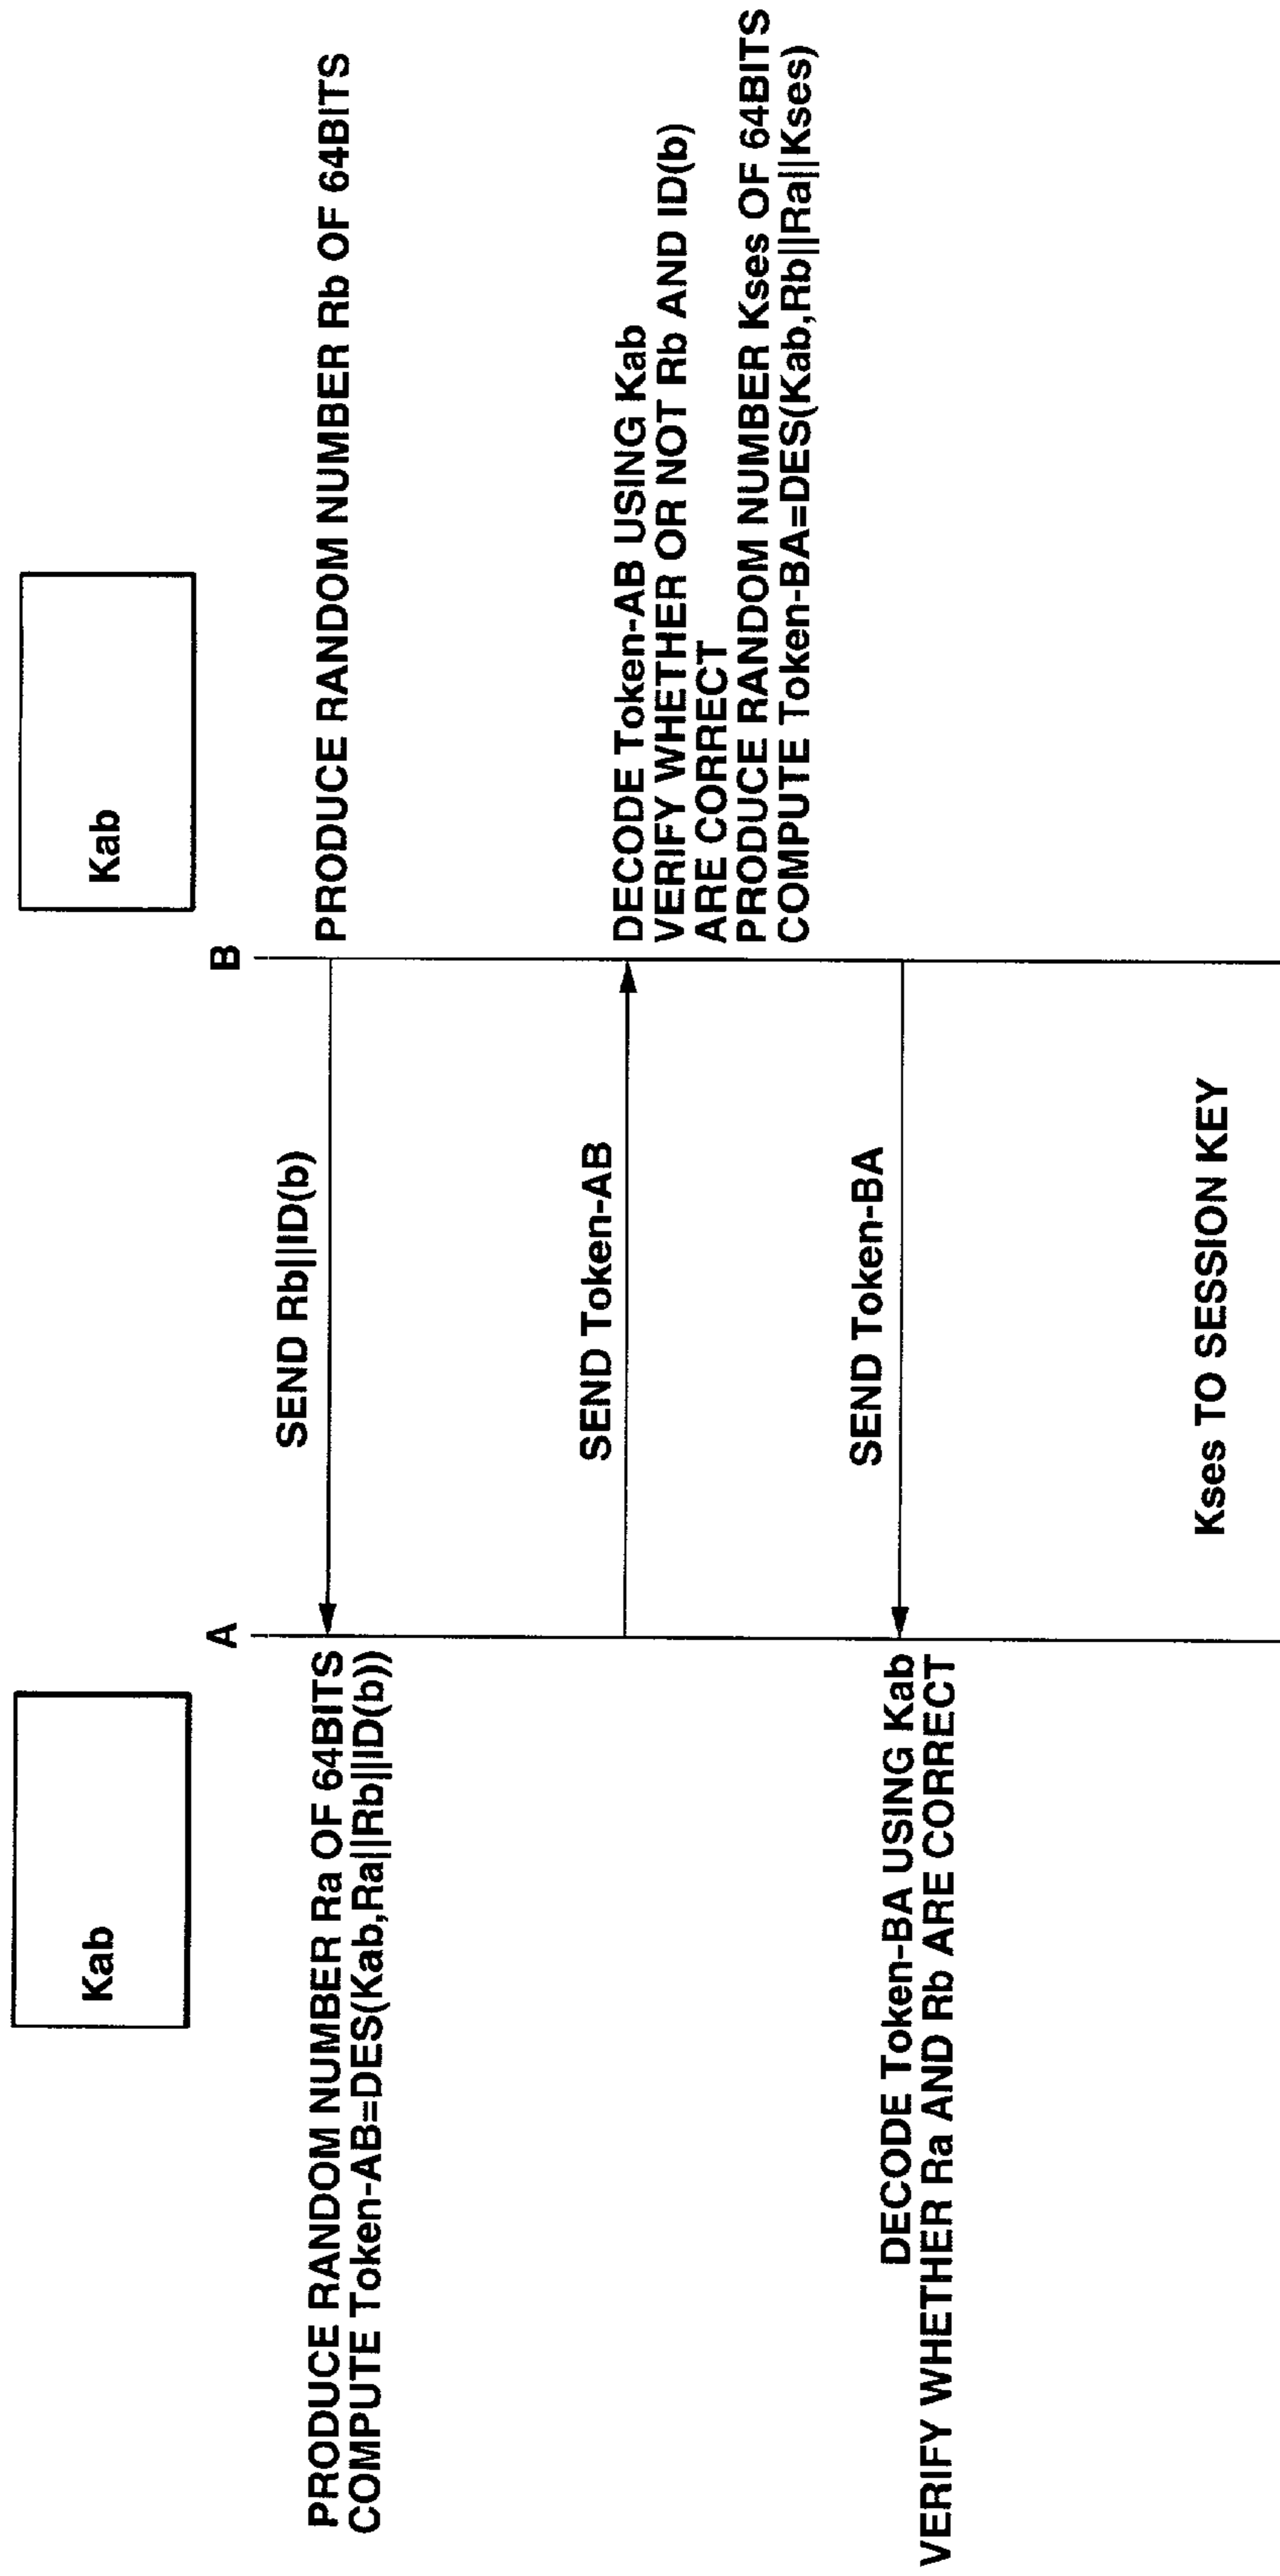 Kab
Kab
A
B
SEND Rb||ID(b)
PRODUCE RANDOM NUMBER Rb OF 64BITS
PRODUCE RANDOM NUMBER Ra OF 64BITS
COMPUTE Token-AB=DES(Kab,Ra||Rb||ID(b))
SEND Token-AB
DECODE Token-AB USING Kab
VERIFY WHETHER OR NOT Rb AND ID(b)
ARE CORRECT
PRODUCE RANDOM NUMBER Kses OF 64BITS
COMPUTE Token-BA=DES(Kab,Rb||Ra||Kses)
SEND Token-BA
DECODE Token-BA USING Kab
VERIFY WHETHER Ra AND Rb ARE CORRECT
Kses TO SESSION KEY